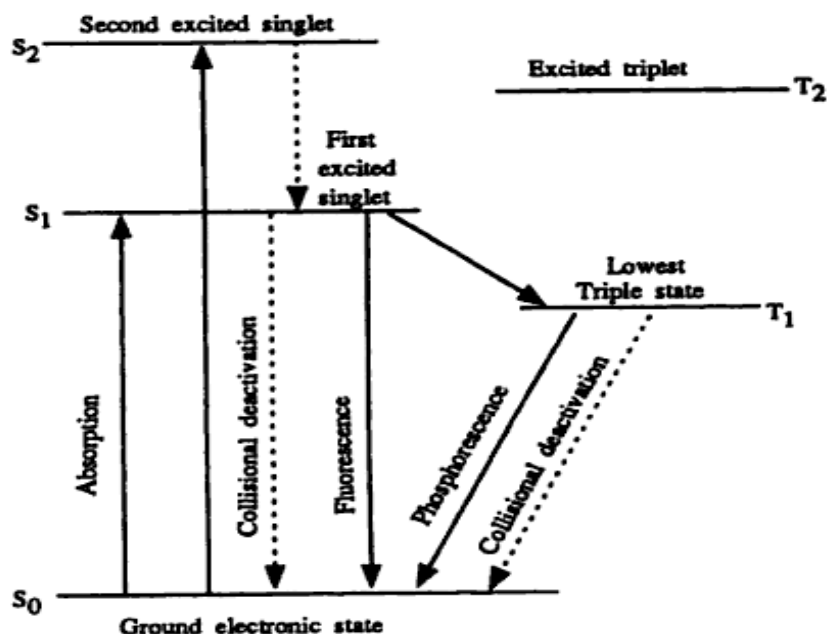 Second excited singlet
S2
Excited triplet
T2
First
excited
singlet
S1
Lowest
Triple state
T1
Absorption
Collisional deactivation
Fluorescence
Phosphorescence
Collisional deactivation
S0
Ground electronic state